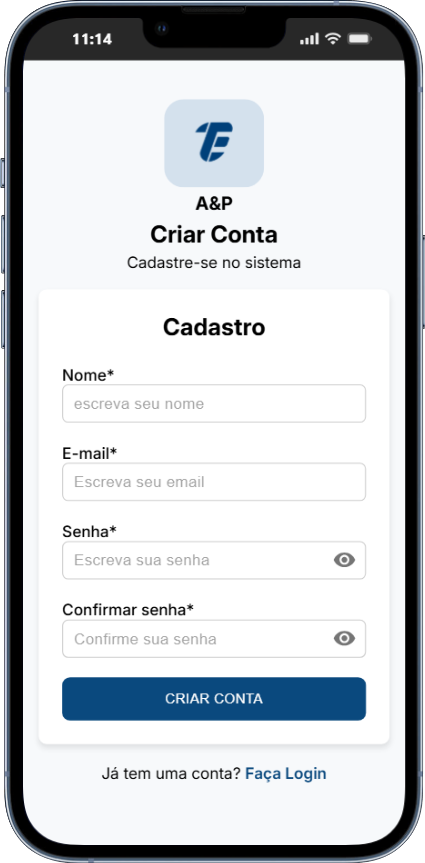 11:14
A&P
Criar Conta
Cadastre-se no sistema
Cadastro
Nome*
escreva seu nome
E-mail*
Escreva seu email
Senha*
Escreva sua senha
Confirmar senha*
Confirme sua senha
CRIAR CONTA
Já tem uma conta? Faça Login